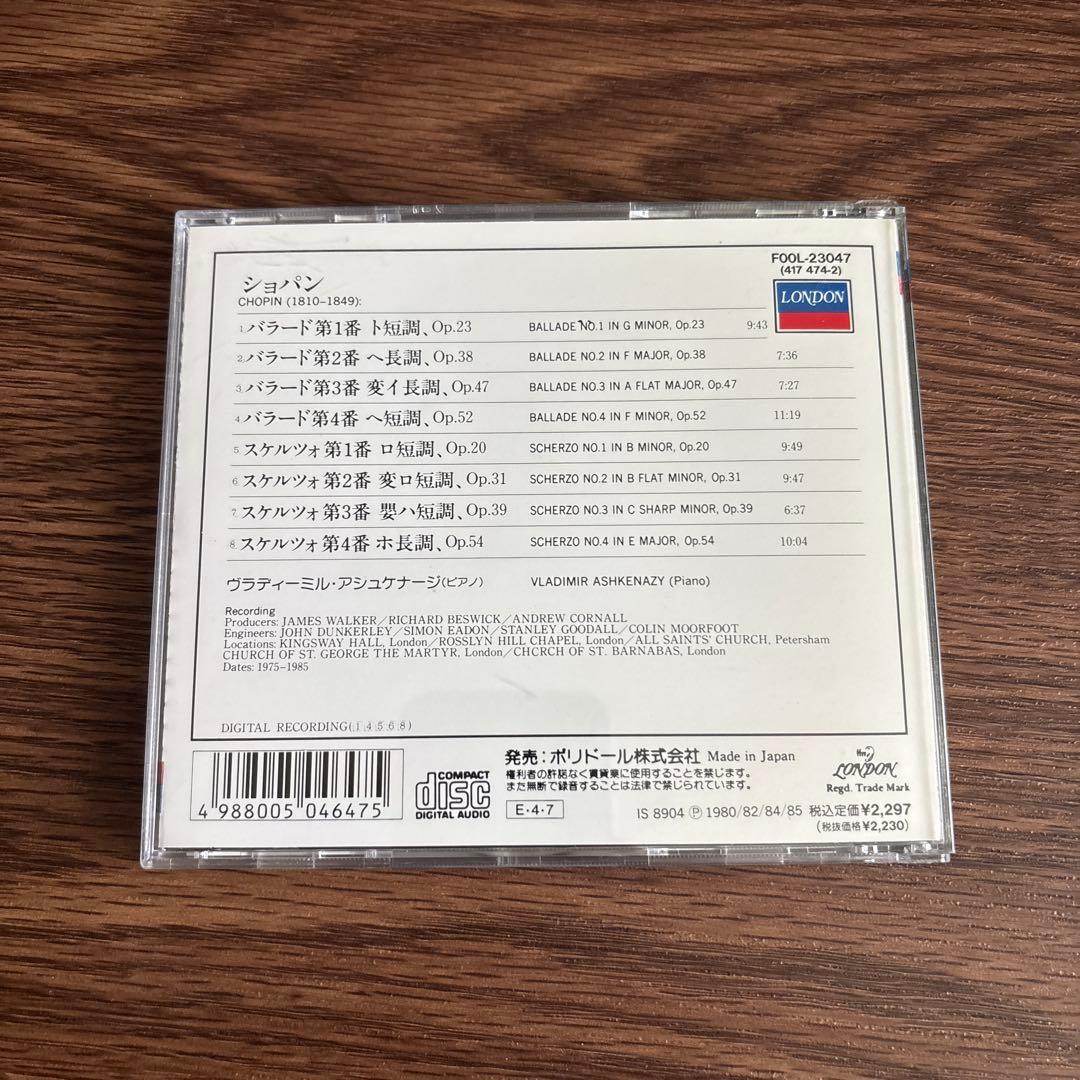 ショパン
CHOPIN (1810–1849):
F00L-23047
(417 474-2)
LONDON
1. バラード第1番 ト短調、Op.23 BALLADE NO.1 IN G MINOR, Op.23 9:43
2. バラード第2番 ヘ長調、Op.38 BALLADE NO.2 IN F MAJOR, Op.38 7:36
3. バラード第3番 変イ長調、Op.47 BALLADE NO.3 IN A FLAT MAJOR, Op.47 7:27
4. バラード第4番 ヘ短調、Op.52 BALLADE NO.4 IN F MINOR, Op.52 11:19
5. スケルツォ第1番 ロ短調、Op.20 SCHERZO NO.1 IN B MINOR, Op.20 9:49
6. スケルツォ第2番 変ロ短調、Op.31 SCHERZO NO.2 IN B FLAT MINOR, Op.31 9:47
7. スケルツォ第3番 嬰ハ短調、Op.39 SCHERZO NO.3 IN C SHARP MINOR, Op.39 6:37
8. スケルツォ第4番 ホ長調、Op.54 SCHERZO NO.4 IN E MAJOR, Op.54 10:04
ヴラディーミル・アシュケナージ(ピアノ) VLADIMIR ASHKENAZY (Piano)
Recording
Producers: JAMES WALKER/RICHARD BESWICK/ANDREW CORNALL
Engineers: JOHN DUNKERLEY/SIMON EADON/STANLEY GOODALL/COLIN MOORFOOT
Locations: KINGSWAY HALL, London/ROSSLYN HILL CHAPEL, London/ALL SAINTS' CHURCH, Petersham
CHURCH OF ST. GEORGE THE MARTYR, London/CHCRCH OF ST. BARNABAS, London
Dates: 1975–1985
DIGITAL RECORDING(1 4 5 6 8)
4 988005 046475
COMPACT
disc
DIGITAL AUDIO
発売:ポリドール株式会社 Made in Japan
権利者の許諾なく賃貸業に使用することを禁じます。
また無断で録音することは法律で禁じられています。
E・4・7
LONDON
Regd. Trade Mark
IS 8904 Ⓟ 1980/82/84/85 税込定価¥2,297
(税抜価格¥2,230)